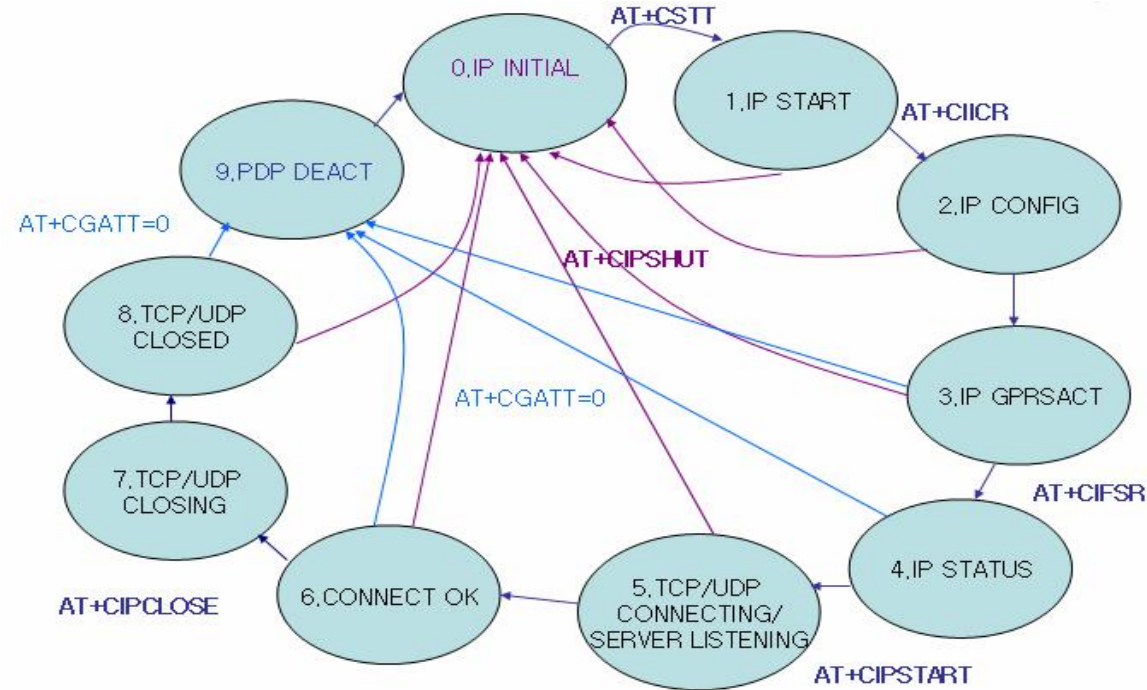 AT+CSTT
0,IP INITIAL
1,IP START
AT+CIICR
9,PDP DEACT
2,IP CONFIG
AT+CGATT=0
AT+CIPSHUT
8,TCP/UDP
CLOSED
AT+CGATT=0
3,IP GPRSACT
7,TCP/UDP
CLOSING
AT+CIFSR
4,IP STATUS
6,CONNECT OK
5,TCP/UDP
CONNECTING/
SERVER LISTENING
AT+CIPCLOSE
AT+CIPSTART